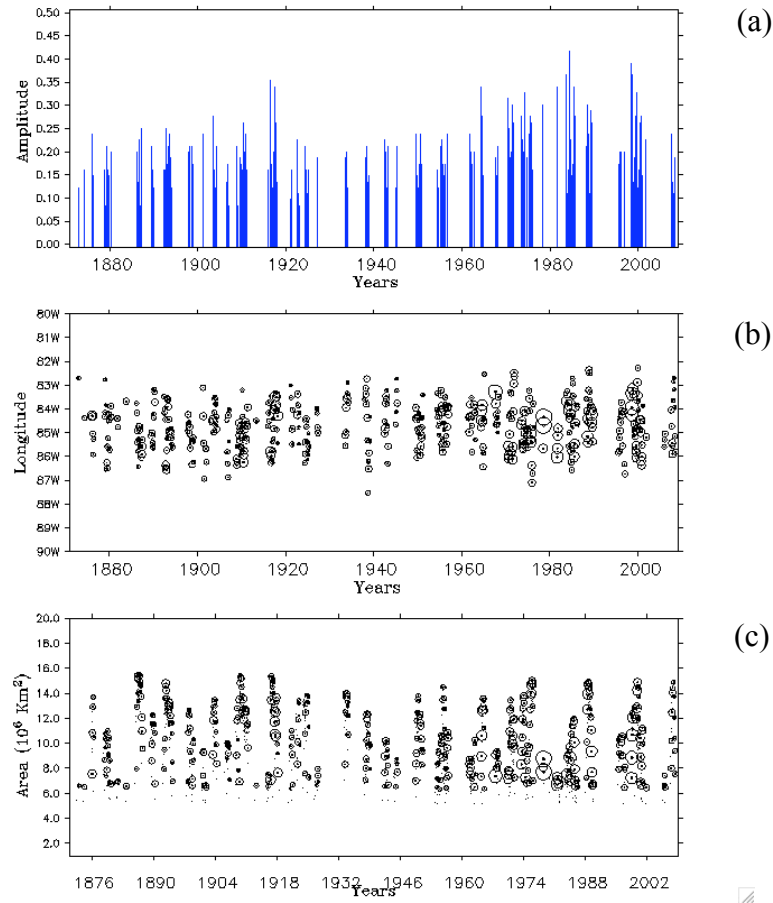 (a)
0.50
0.45
0.40
0.35
0.30
0.25
0.20
0.15
0.10
0.05
0.00
Amplitude
1880 1900 1920 1940 1960 1980 2000
Years
(b)
80W
81W
82W
83W
84W
85W
86W
87W
88W
89W
90W
Longitude
1880 1900 1920 1940 1960 1980 2000
Years
(c)
20.0
18.0
16.0
14.0
12.0
10.0
8.0
6.0
4.0
2.0
Area (10⁶ Km²)
1876 1890 1904 1918 1932 1946 1960 1974 1988 2002
Years